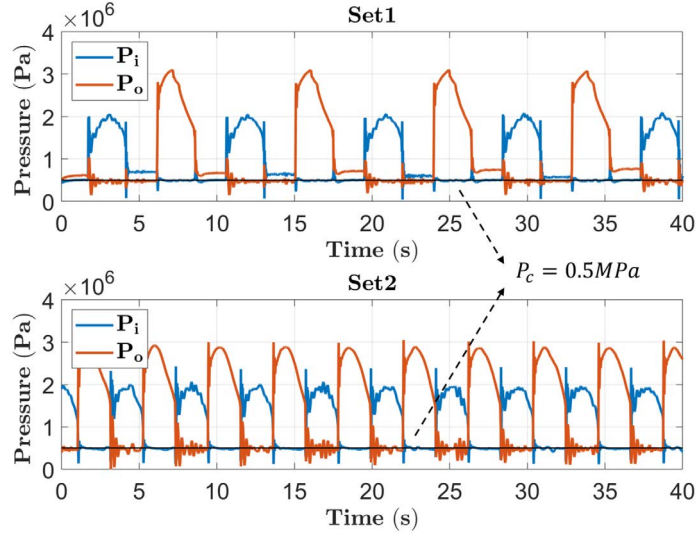 × 10⁶
Set1
Pressure (Pa)
4
3
2
1
0
P_i
P_o
0 5 10 15 20 25 30 35 40
Time (s)
P_c = 0.5MPa
× 10⁶
Set2
Pressure (Pa)
4
3
2
1
0
P_i
P_o
0 5 10 15 20 25 30 35 40
Time (s)